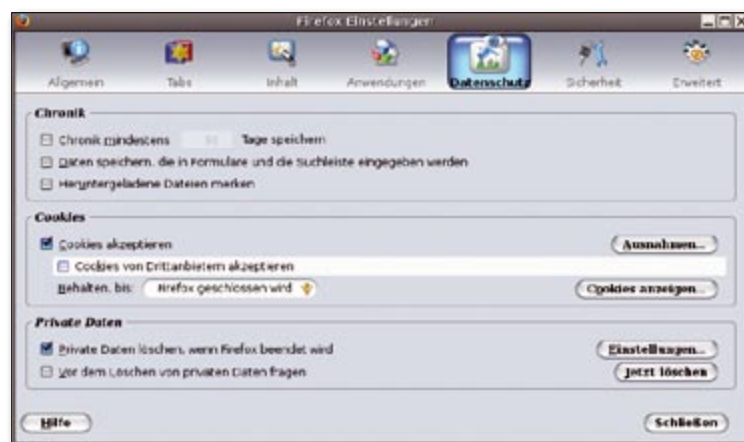 Firefox Einstellungen
Allgemein Tabs Inhalt Anwendungen Datenschutz Sicherheit Erweitert
Chronik
Chronik mindestens Tage speichern
Daten speichern, die in Formulare und die Suchleiste eingegeben werden
Heruntergeladene Dateien merken
Cookies
Cookies akzeptieren Ausnahmen...
Cookies von Drittanbietern akzeptieren
Behalten, bis: Firefox geschlossen wird Cookies anzeigen...
Private Daten
Private Daten löschen, wenn Firefox beendet wird Einstellungen...
Vor dem Löschen von privaten Daten fragen Jetzt löschen
Hilfe Schließen